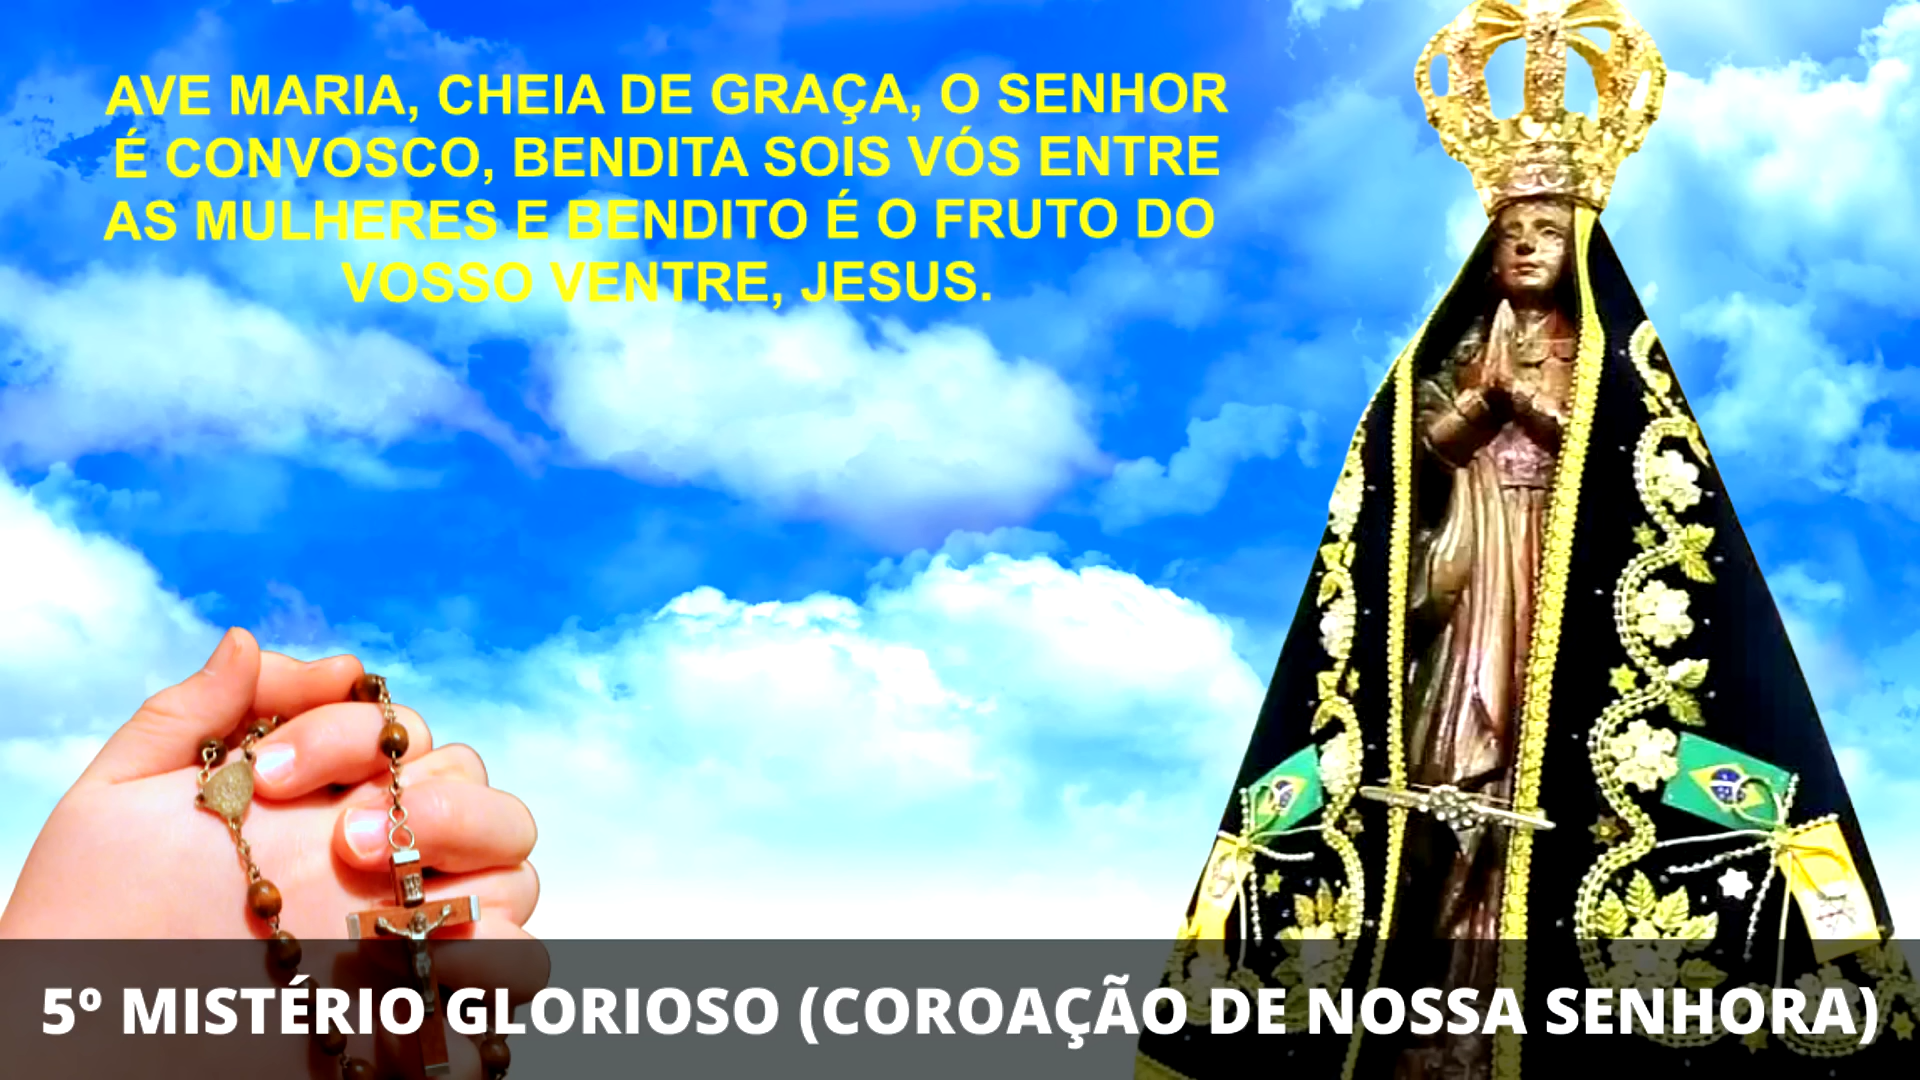 AVE MARIA, CHEIA DE GRAÇA, O SENHOR
É CONVOSCO, BENDITA SOIS VÓS ENTRE
AS MULHERES E BENDITO É O FRUTO DO
VOSSO VENTRE, JESUS.
5º MISTÉRIO GLORIOSO (COROAÇÃO DE NOSSA SENHORA)